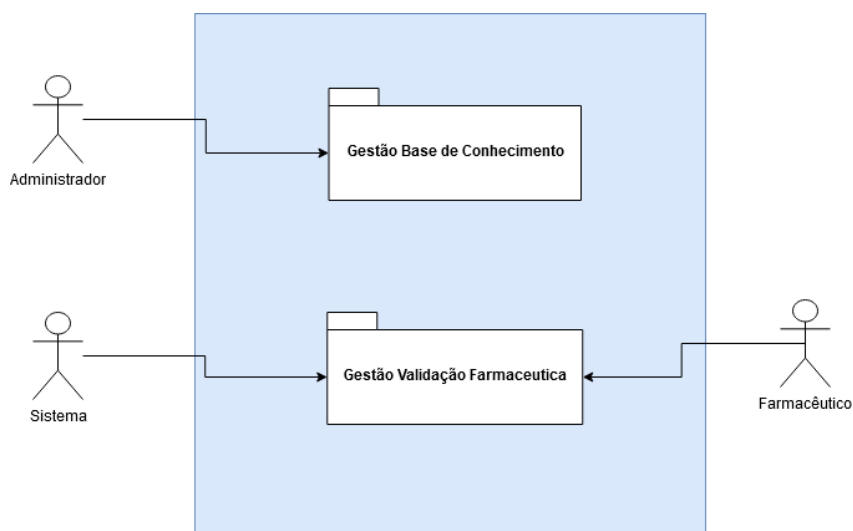 Gestão Base de Conhecimento
Administrador
Gestão Validação Farmaceutica
Sistema
Farmacêutico